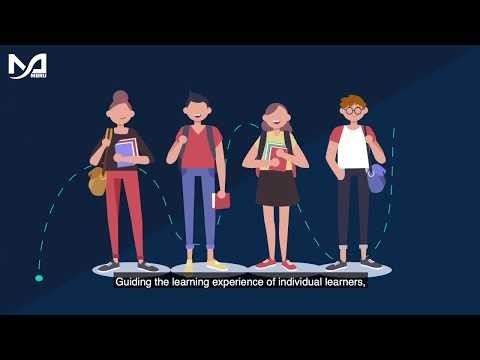 MERU
Guiding the learning experience of individual learners,